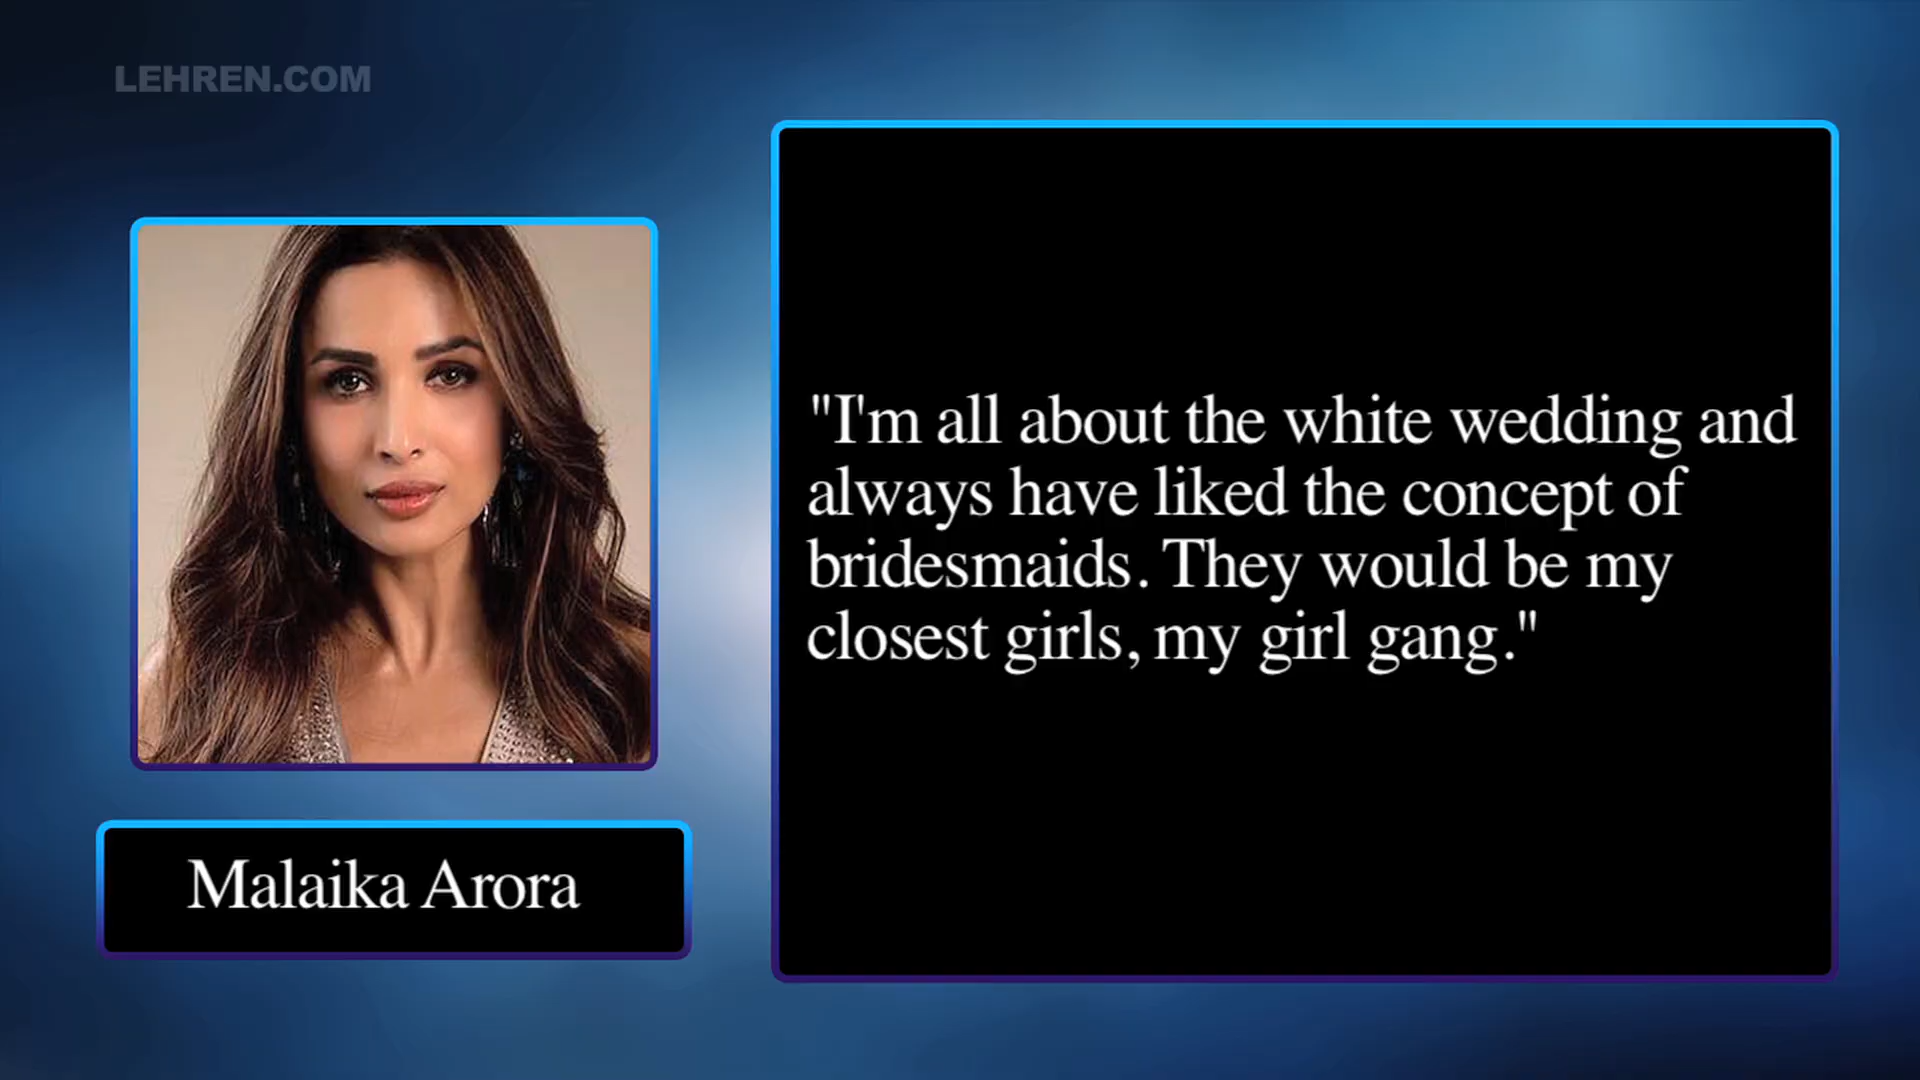 LEHREN.COM
"I'm all about the white wedding and
always have liked the concept of
bridesmaids. They would be my
closest girls, my girl gang."
Malaika Arora